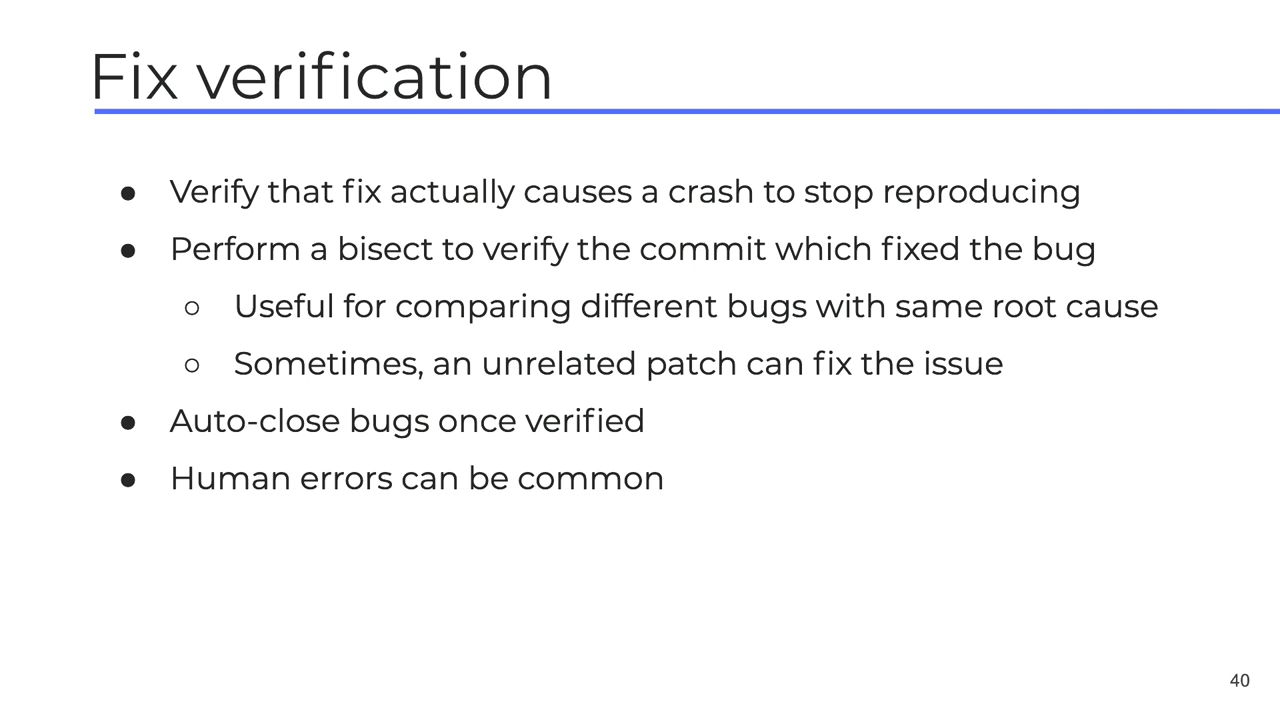 Fix verification
● Verify that fix actually causes a crash to stop reproducing
● Perform a bisect to verify the commit which fixed the bug
○ Useful for comparing different bugs with same root cause
○ Sometimes, an unrelated patch can fix the issue
● Auto-close bugs once verified
● Human errors can be common
40